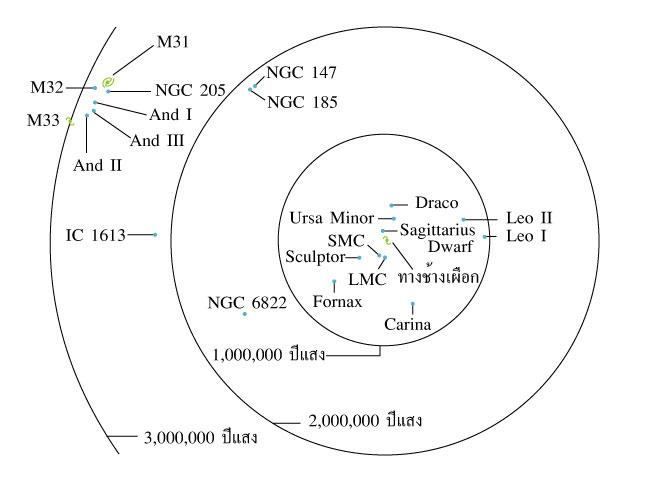 M31
M32
NGC 205
And I
M33
And III
And II
NGC 147
NGC 185
IC 1613
Draco
Ursa Minor
Leo II
Sagittarius
Dwarf
Leo I
SMC
Sculptor
LMC
ทางช้างเผือก
Fornax
NGC 6822
Carina
1,000,000 ปีแสง
2,000,000 ปีแสง
3,000,000 ปีแสง